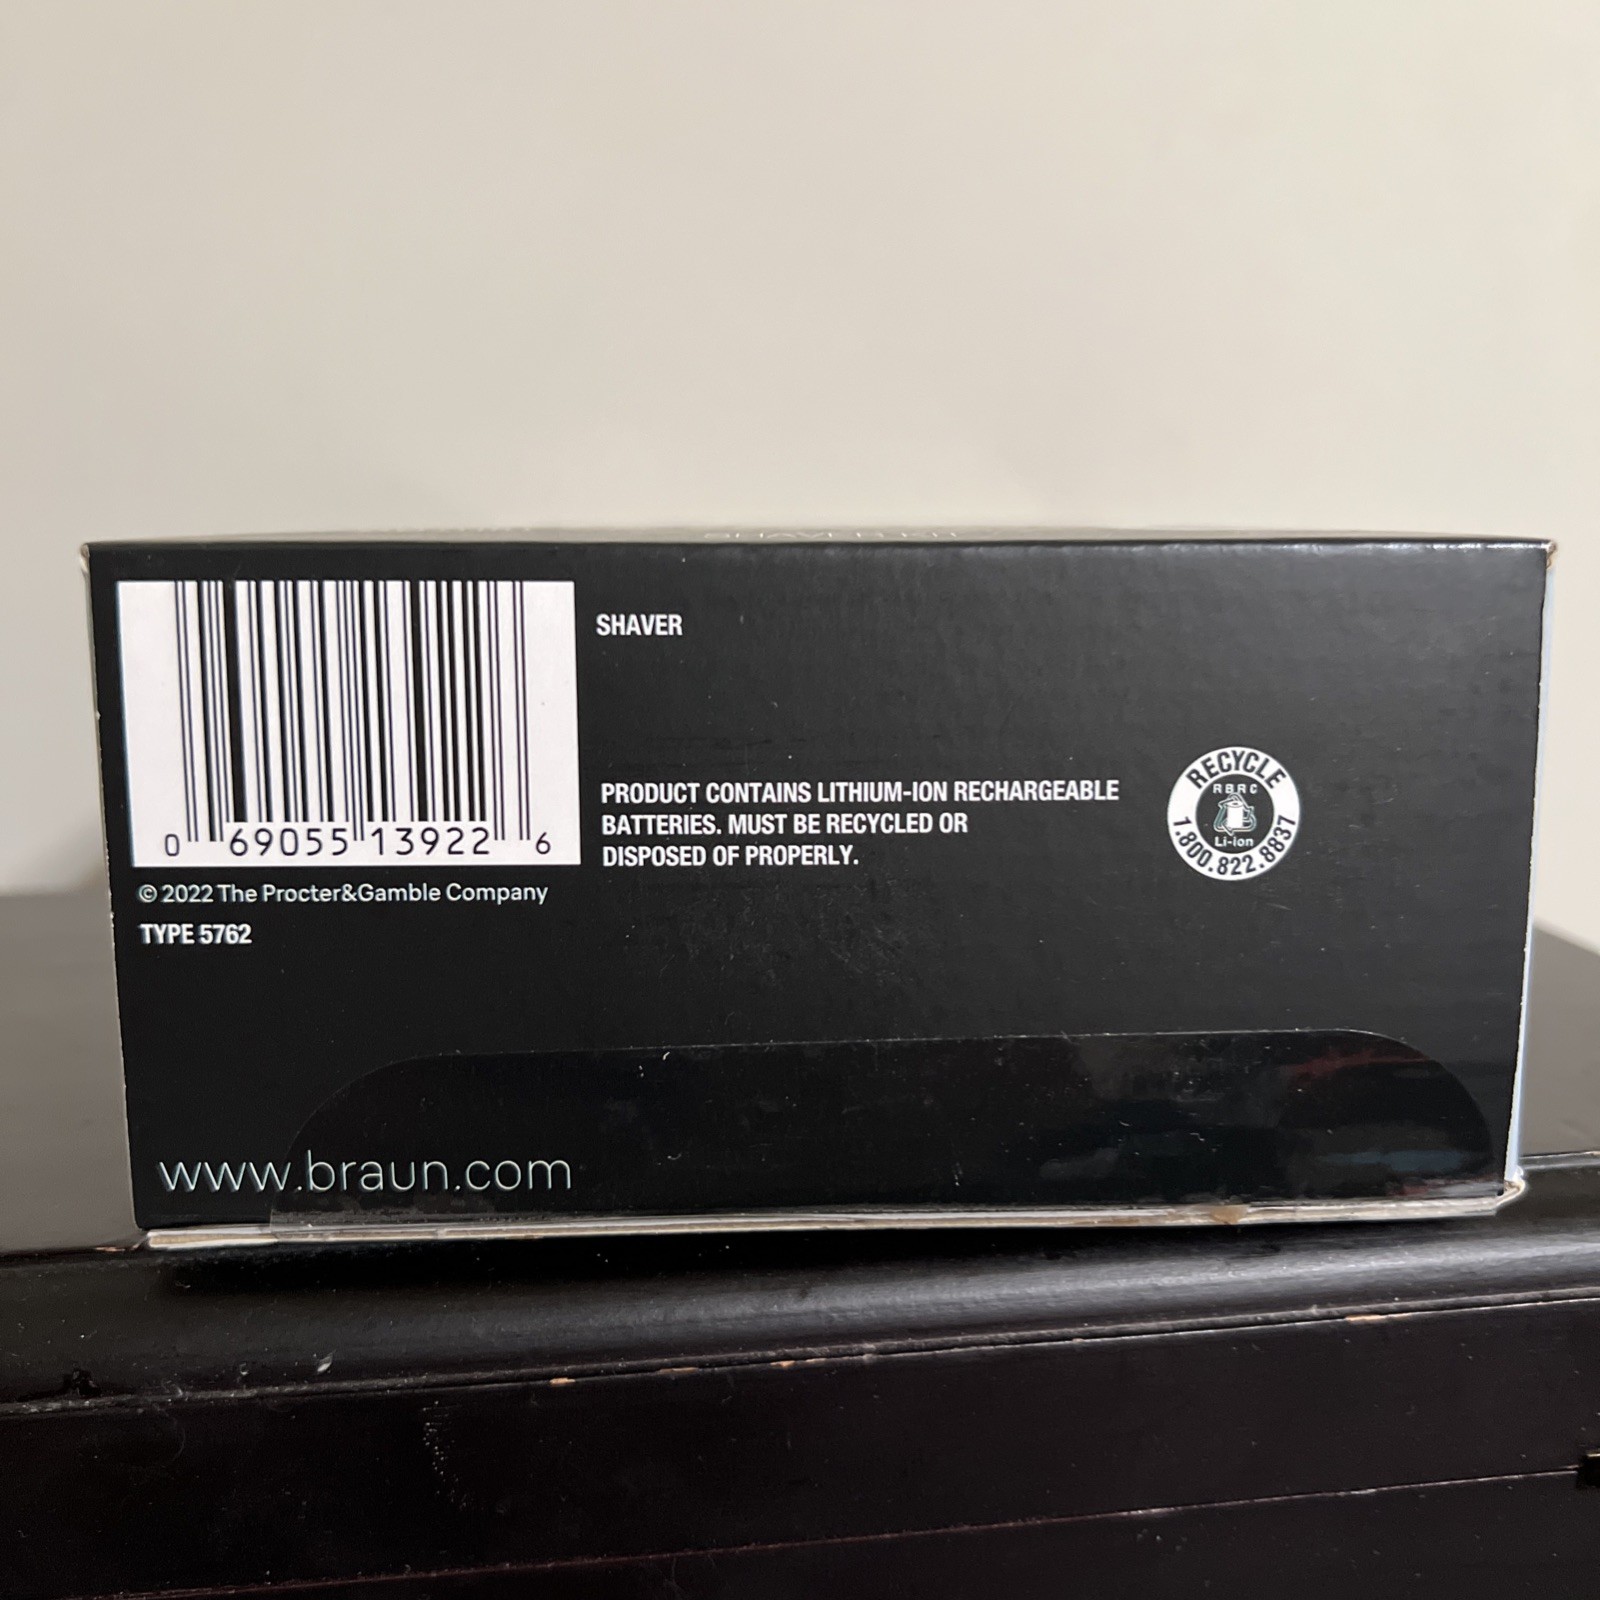 SHAVER
0 69055 13922 6
© 2022 The Procter&Gamble Company
TYPE 5762
PRODUCT CONTAINS LITHIUM-ION RECHARGEABLE
BATTERIES. MUST BE RECYCLED OR
DISPOSED OF PROPERLY.
RECYCLE
RBRC
Li-ion
1.800.822.8837
www.braun.com